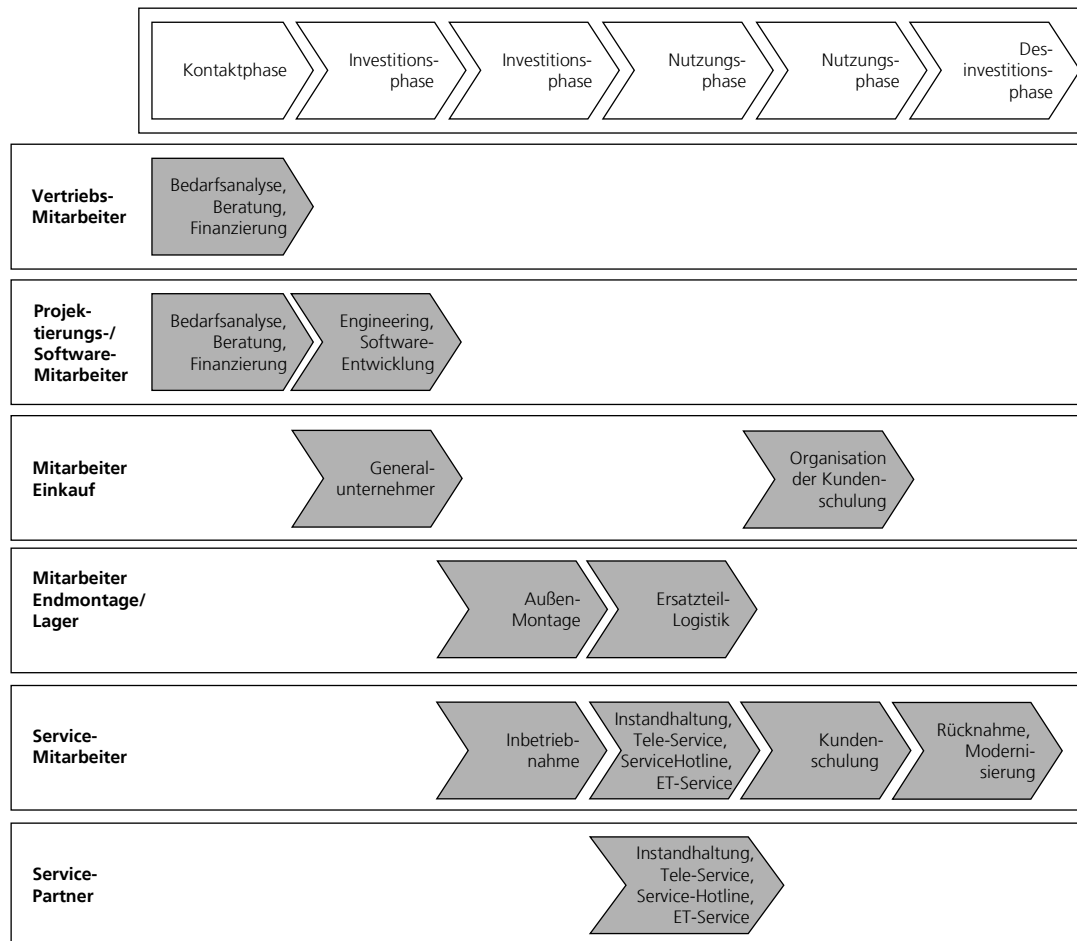 Kontaktphase
Investitions-
phase
Investitions-
phase
Nutzungs-
phase
Nutzungs-
phase
Des-
investitions-
phase
Vertriebs-
Mitarbeiter
Bedarfsanalyse,
Beratung,
Finanzierung
Projek-
tierungs-/
Software-
Mitarbeiter
Bedarfsanalyse,
Beratung,
Finanzierung
Engineering,
Software-
Entwicklung
Mitarbeiter
Einkauf
General-
unternehmer
Organisation
der Kunden-
schulung
Mitarbeiter
Endmontage/
Lager
Außen-
Montage
Ersatzteil-
Logistik
Service-
Mitarbeiter
Inbetrieb-
nahme
Instandhaltung,
Tele-Service,
ServiceHotline,
ET-Service
Kunden-
schulung
Rücknahme,
Moderni-
sierung
Service-
Partner
Instandhaltung,
Tele-Service,
Service-Hotline,
ET-Service